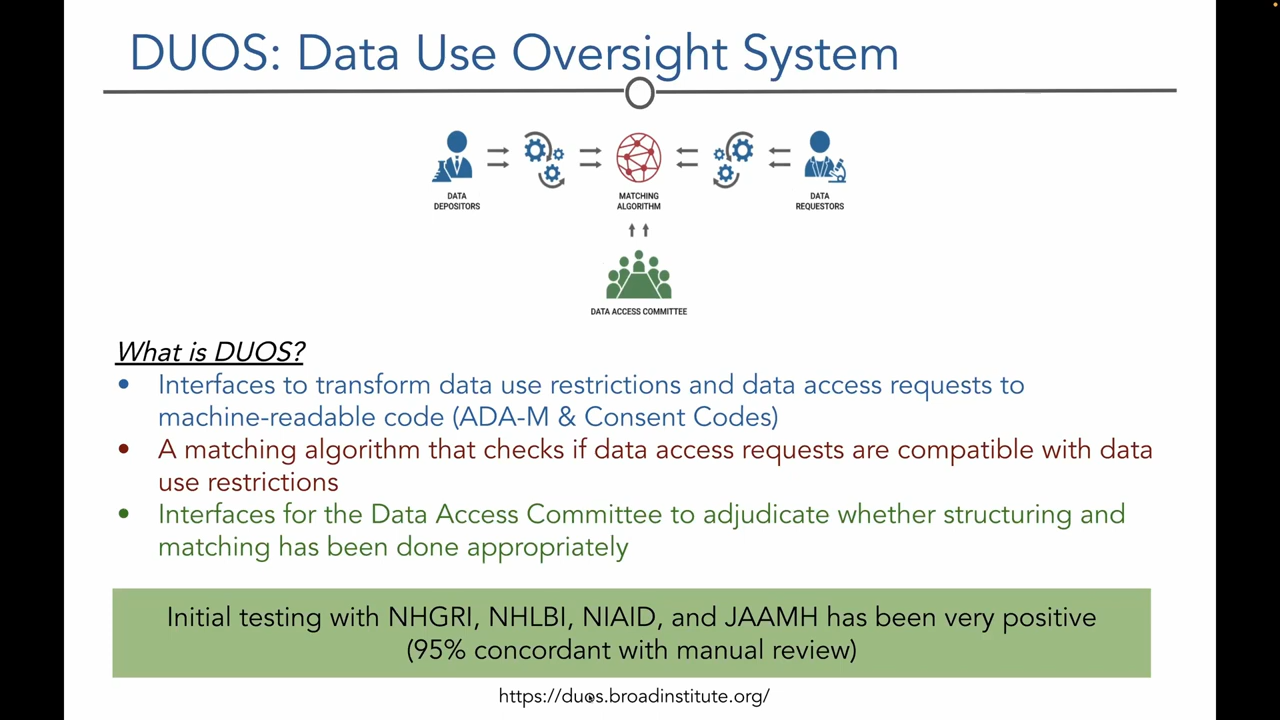 DUOS: Data Use Oversight System
DATA
DEPOSITORS
MATCHING
ALGORITHM
DATA
REQUESTORS
DATA ACCESS COMMITTEE
What is DUOS?
• Interfaces to transform data use restrictions and data access requests to
machine-readable code (ADA-M & Consent Codes)
• A matching algorithm that checks if data access requests are compatible with data
use restrictions
• Interfaces for the Data Access Committee to adjudicate whether structuring and
matching has been done appropriately
Initial testing with NHGRI, NHLBI, NIAID, and JAAMH has been very positive
(95% concordant with manual review)
https://duos.broadinstitute.org/